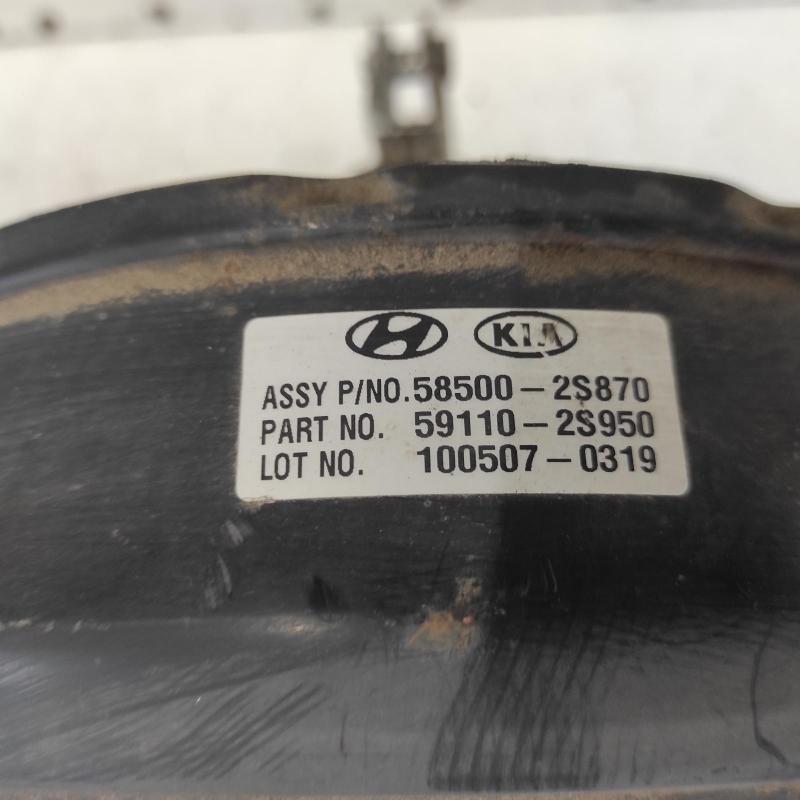 KIA
ASSY P/NO. 58500-2S870
PART NO. 59110-2S950
LOT NO. 100507-0319